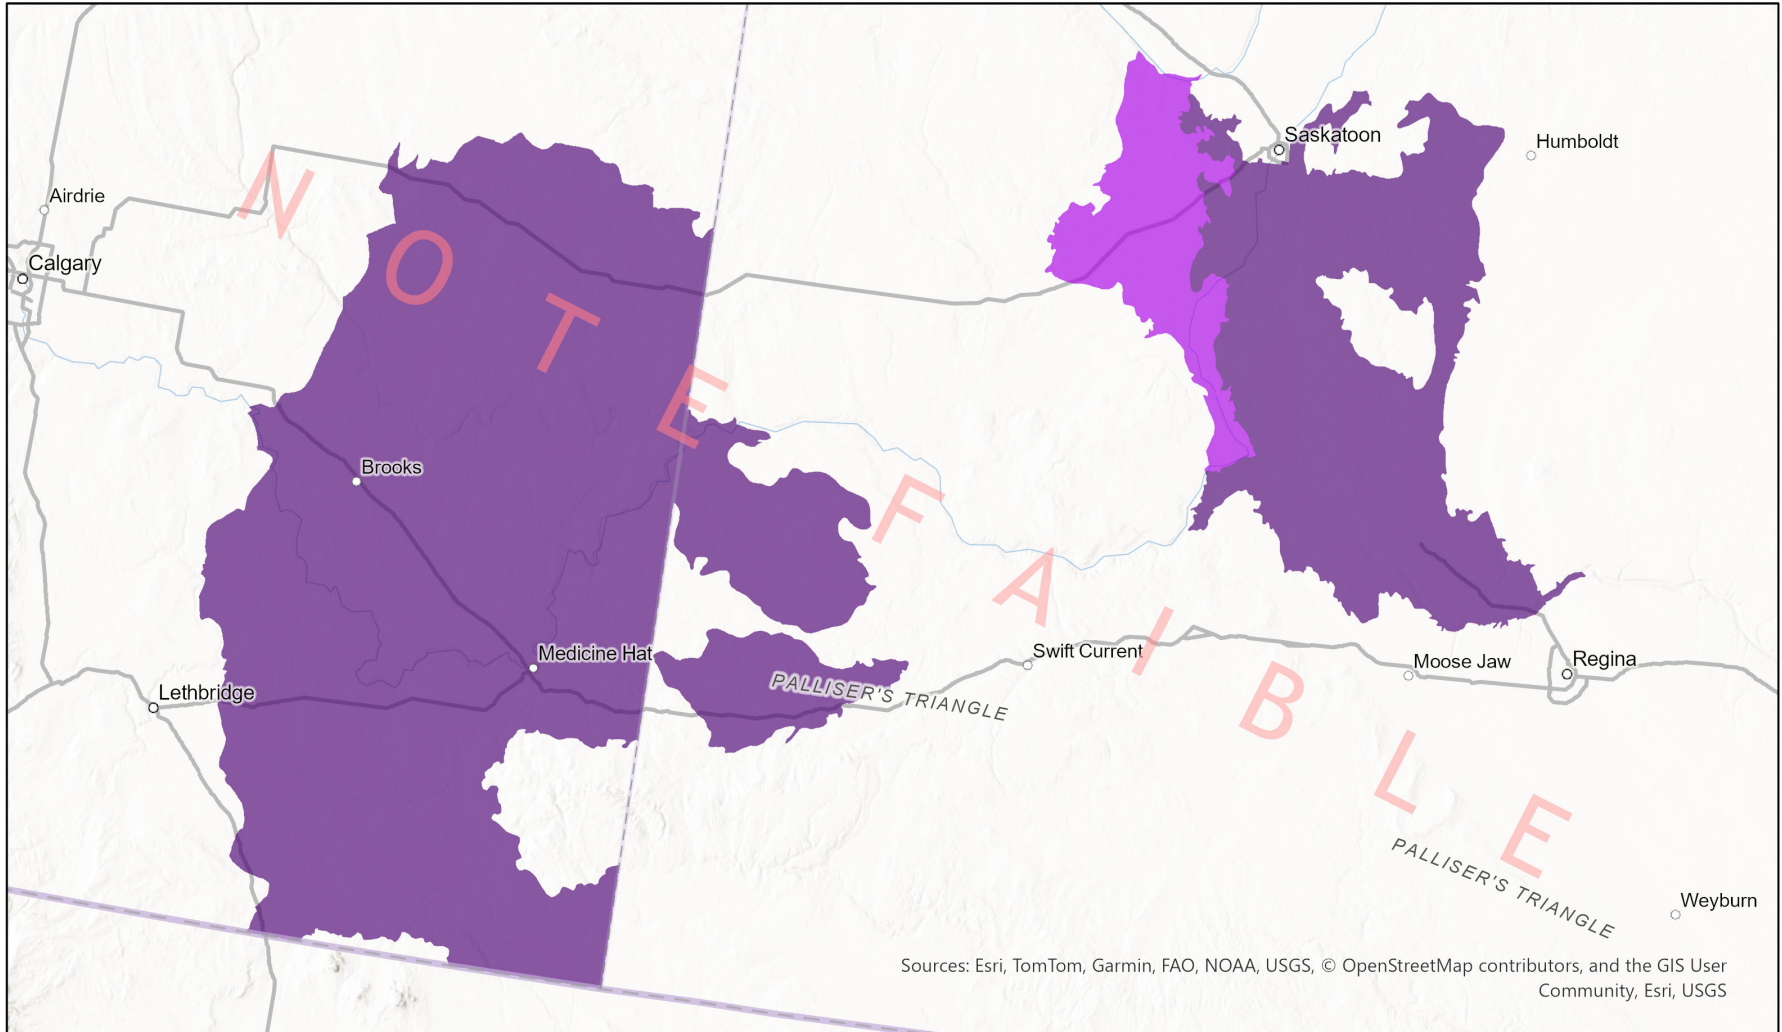 Saskatoon
Humboldt
Airdrie
Calgary
Brooks
Medicine Hat
Lethbridge
Swift Current
Moose Jaw
Regina
PALLISER'S TRIANGLE
PALLISER'S TRIANGLE
Weyburn
NOTE FAIBLE
Sources: Esri, TomTom, Garmin, FAO, NOAA, USGS, © OpenStreetMap contributors, and the GIS User
Community, Esri, USGS